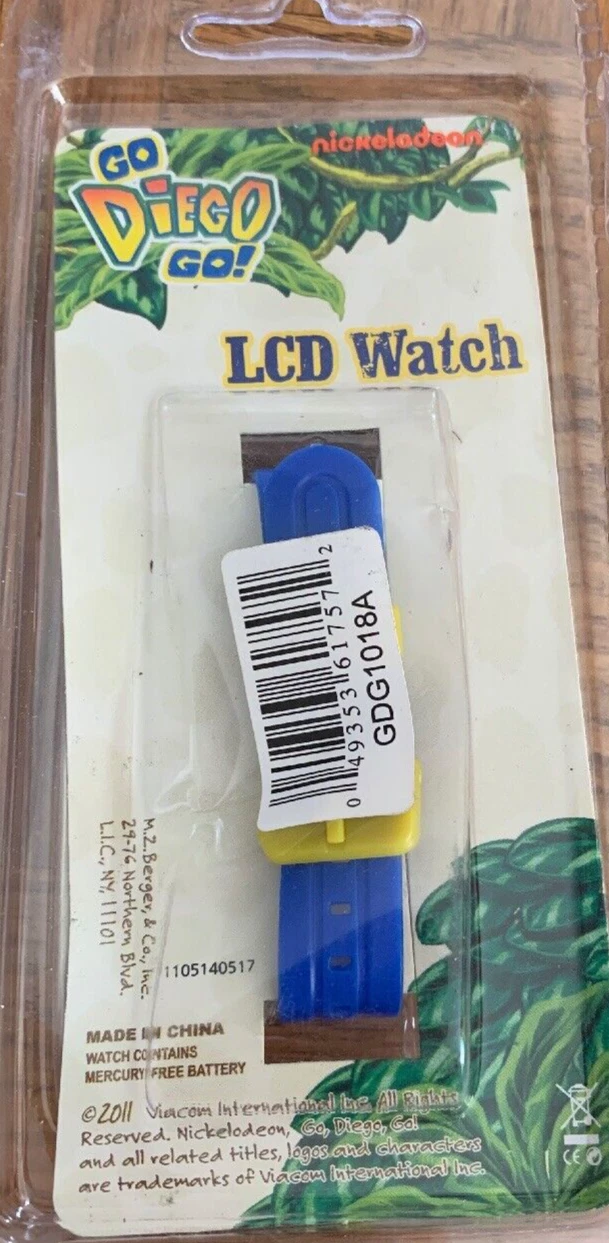 GO
DiEGO
GO!
nickelodeon
LCD Watch
0 49353 61757 2
GDG1018A
M.Z. Berger, & Co., Inc.
29-76 Northern Blvd.
L.I.C., NY, 11101
1105140517
MADE IN CHINA
WATCH CONTAINS
MERCURY FREE BATTERY
©2011 Viacom International Inc. All Rights
Reserved. Nickelodeon, Go, Diego, Go!
and all related titles, logos and characters
are trademarks of Viacom International Inc.
CE